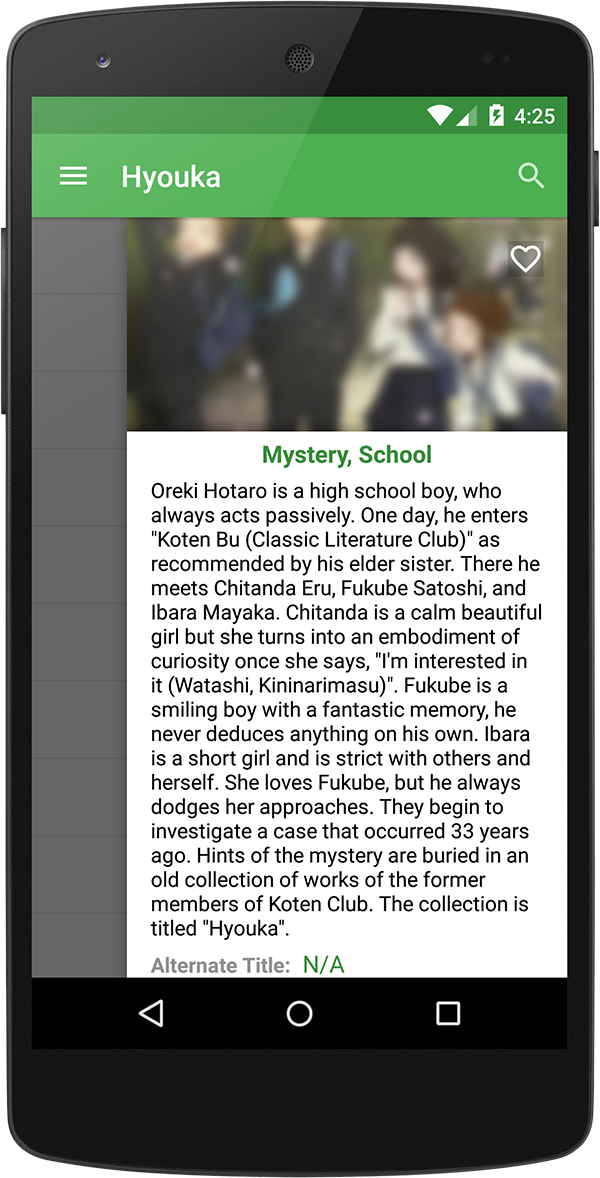 4:25
Hyouka
Mystery, School
Oreki Hotaro is a high school boy, who
always acts passively. One day, he enters
"Koten Bu (Classic Literature Club)" as
recommended by his elder sister. There he
meets Chitanda Eru, Fukube Satoshi, and
Ibara Mayaka. Chitanda is a calm beautiful
girl but she turns into an embodiment of
curiosity once she says, "I'm interested in
it (Watashi, Kininarimasu)". Fukube is a
smiling boy with a fantastic memory, he
never deduces anything on his own. Ibara
is a short girl and is strict with others and
herself. She loves Fukube, but he always
dodges her approaches. They begin to
investigate a case that occurred 33 years
ago. Hints of the mystery are buried in an
old collection of works of the former
members of Koten Club. The collection is
titled "Hyouka".
Alternate Title: N/A